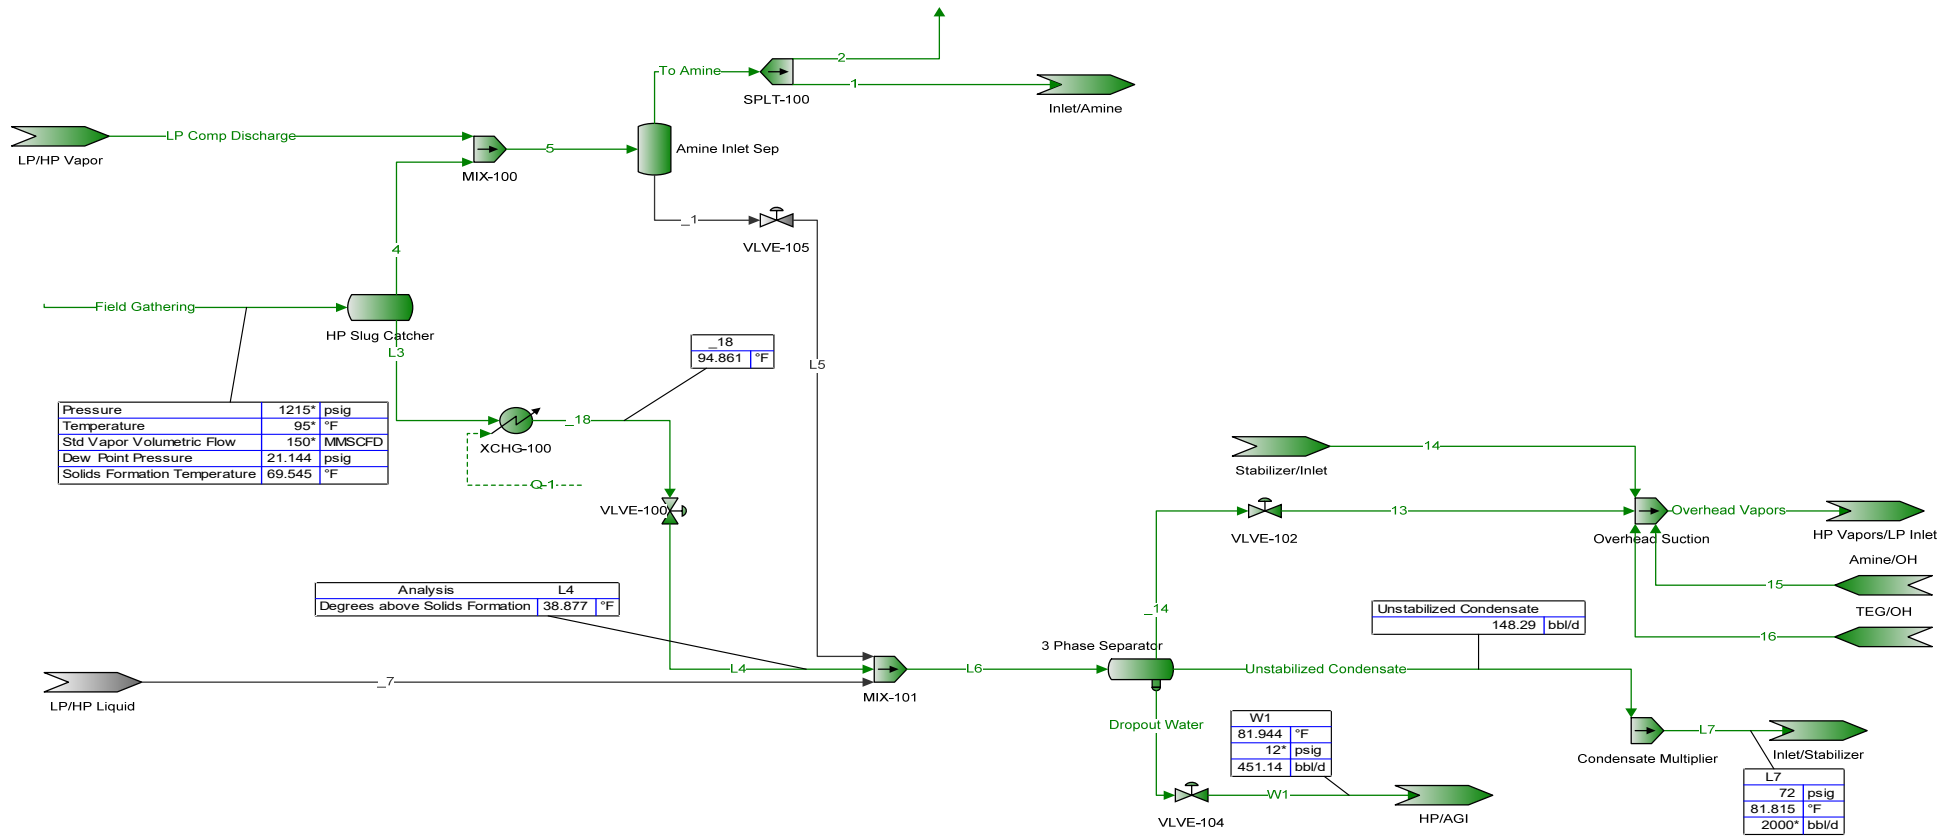 2
To Amine
1
SPLT-100
Inlet/Amine
LP Comp Discharge
LP/HP Vapor
5
MIX-100
Amine Inlet Sep
_1
VLVE-105
4
Field Gathering
HP Slug Catcher
L3
_18
94.861 °F
L5
Pressure 1215* psig
Temperature 95* °F
Std Vapor Volumetric Flow 150* MMSCFD
Dew Point Pressure 21.144 psig
Solids Formation Temperature 69.545 °F
_18
XCHG-100
Q-1
VLVE-100
14
Stabilizer/Inlet
13
VLVE-102
Overhead Vapors
Overhead Suction
HP Vapors/LP Inlet
Amine/OH
15
TEG/OH
16
Analysis L4
Degrees above Solids Formation 38.877 °F
_14
Unstabilized Condensate
148.29 bbl/d
3 Phase Separator
L4
L6
Unstabilized Condensate
_7
LP/HP Liquid
MIX-101
Dropout Water
W1
81.944 °F
12* psig
451.14 bbl/d
L7
Condensate Multiplier
Inlet/Stabilizer
L7
72 psig
81.815 °F
2000* bbl/d
W1
VLVE-104
HP/AGI